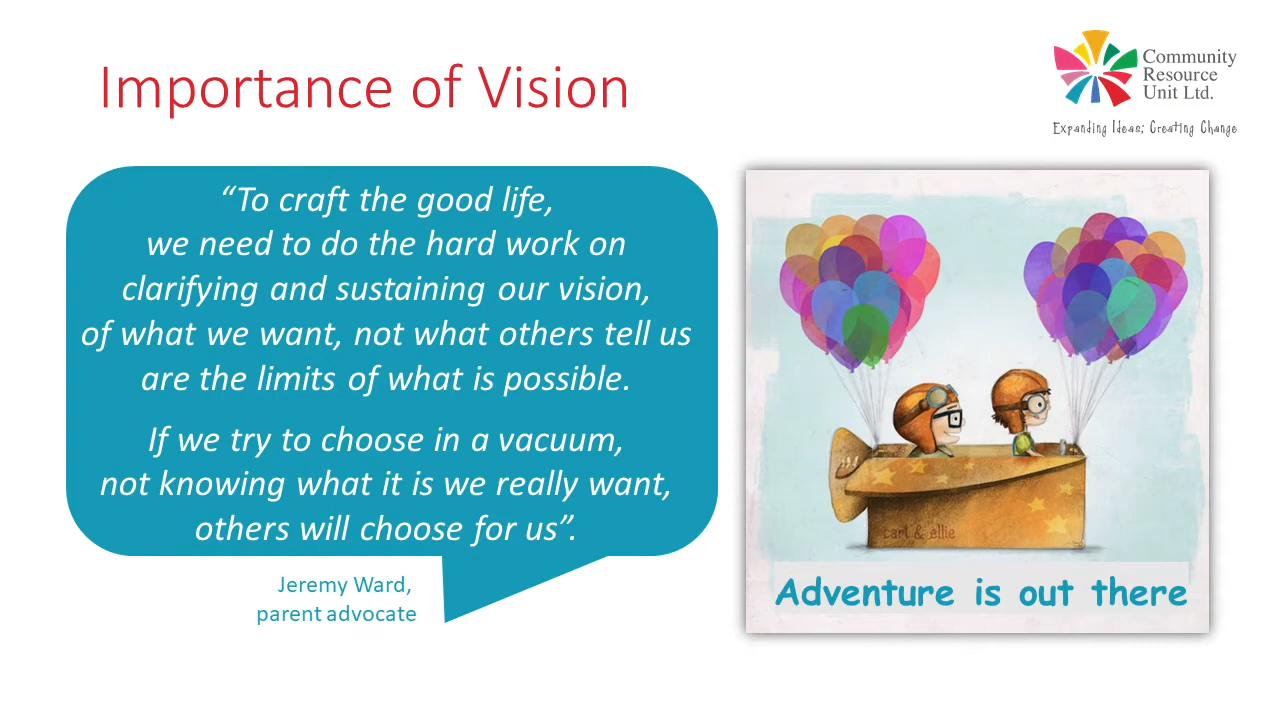 Importance of Vision
Community
Resource
Unit Ltd.
Expanding Ideas; Creating Change
“To craft the good life,
we need to do the hard work on
clarifying and sustaining our vision,
of what we want, not what others tell us
are the limits of what is possible.
If we try to choose in a vacuum,
not knowing what it is we really want,
others will choose for us”.
Jeremy Ward,
parent advocate
carl & ellie
Adventure is out there